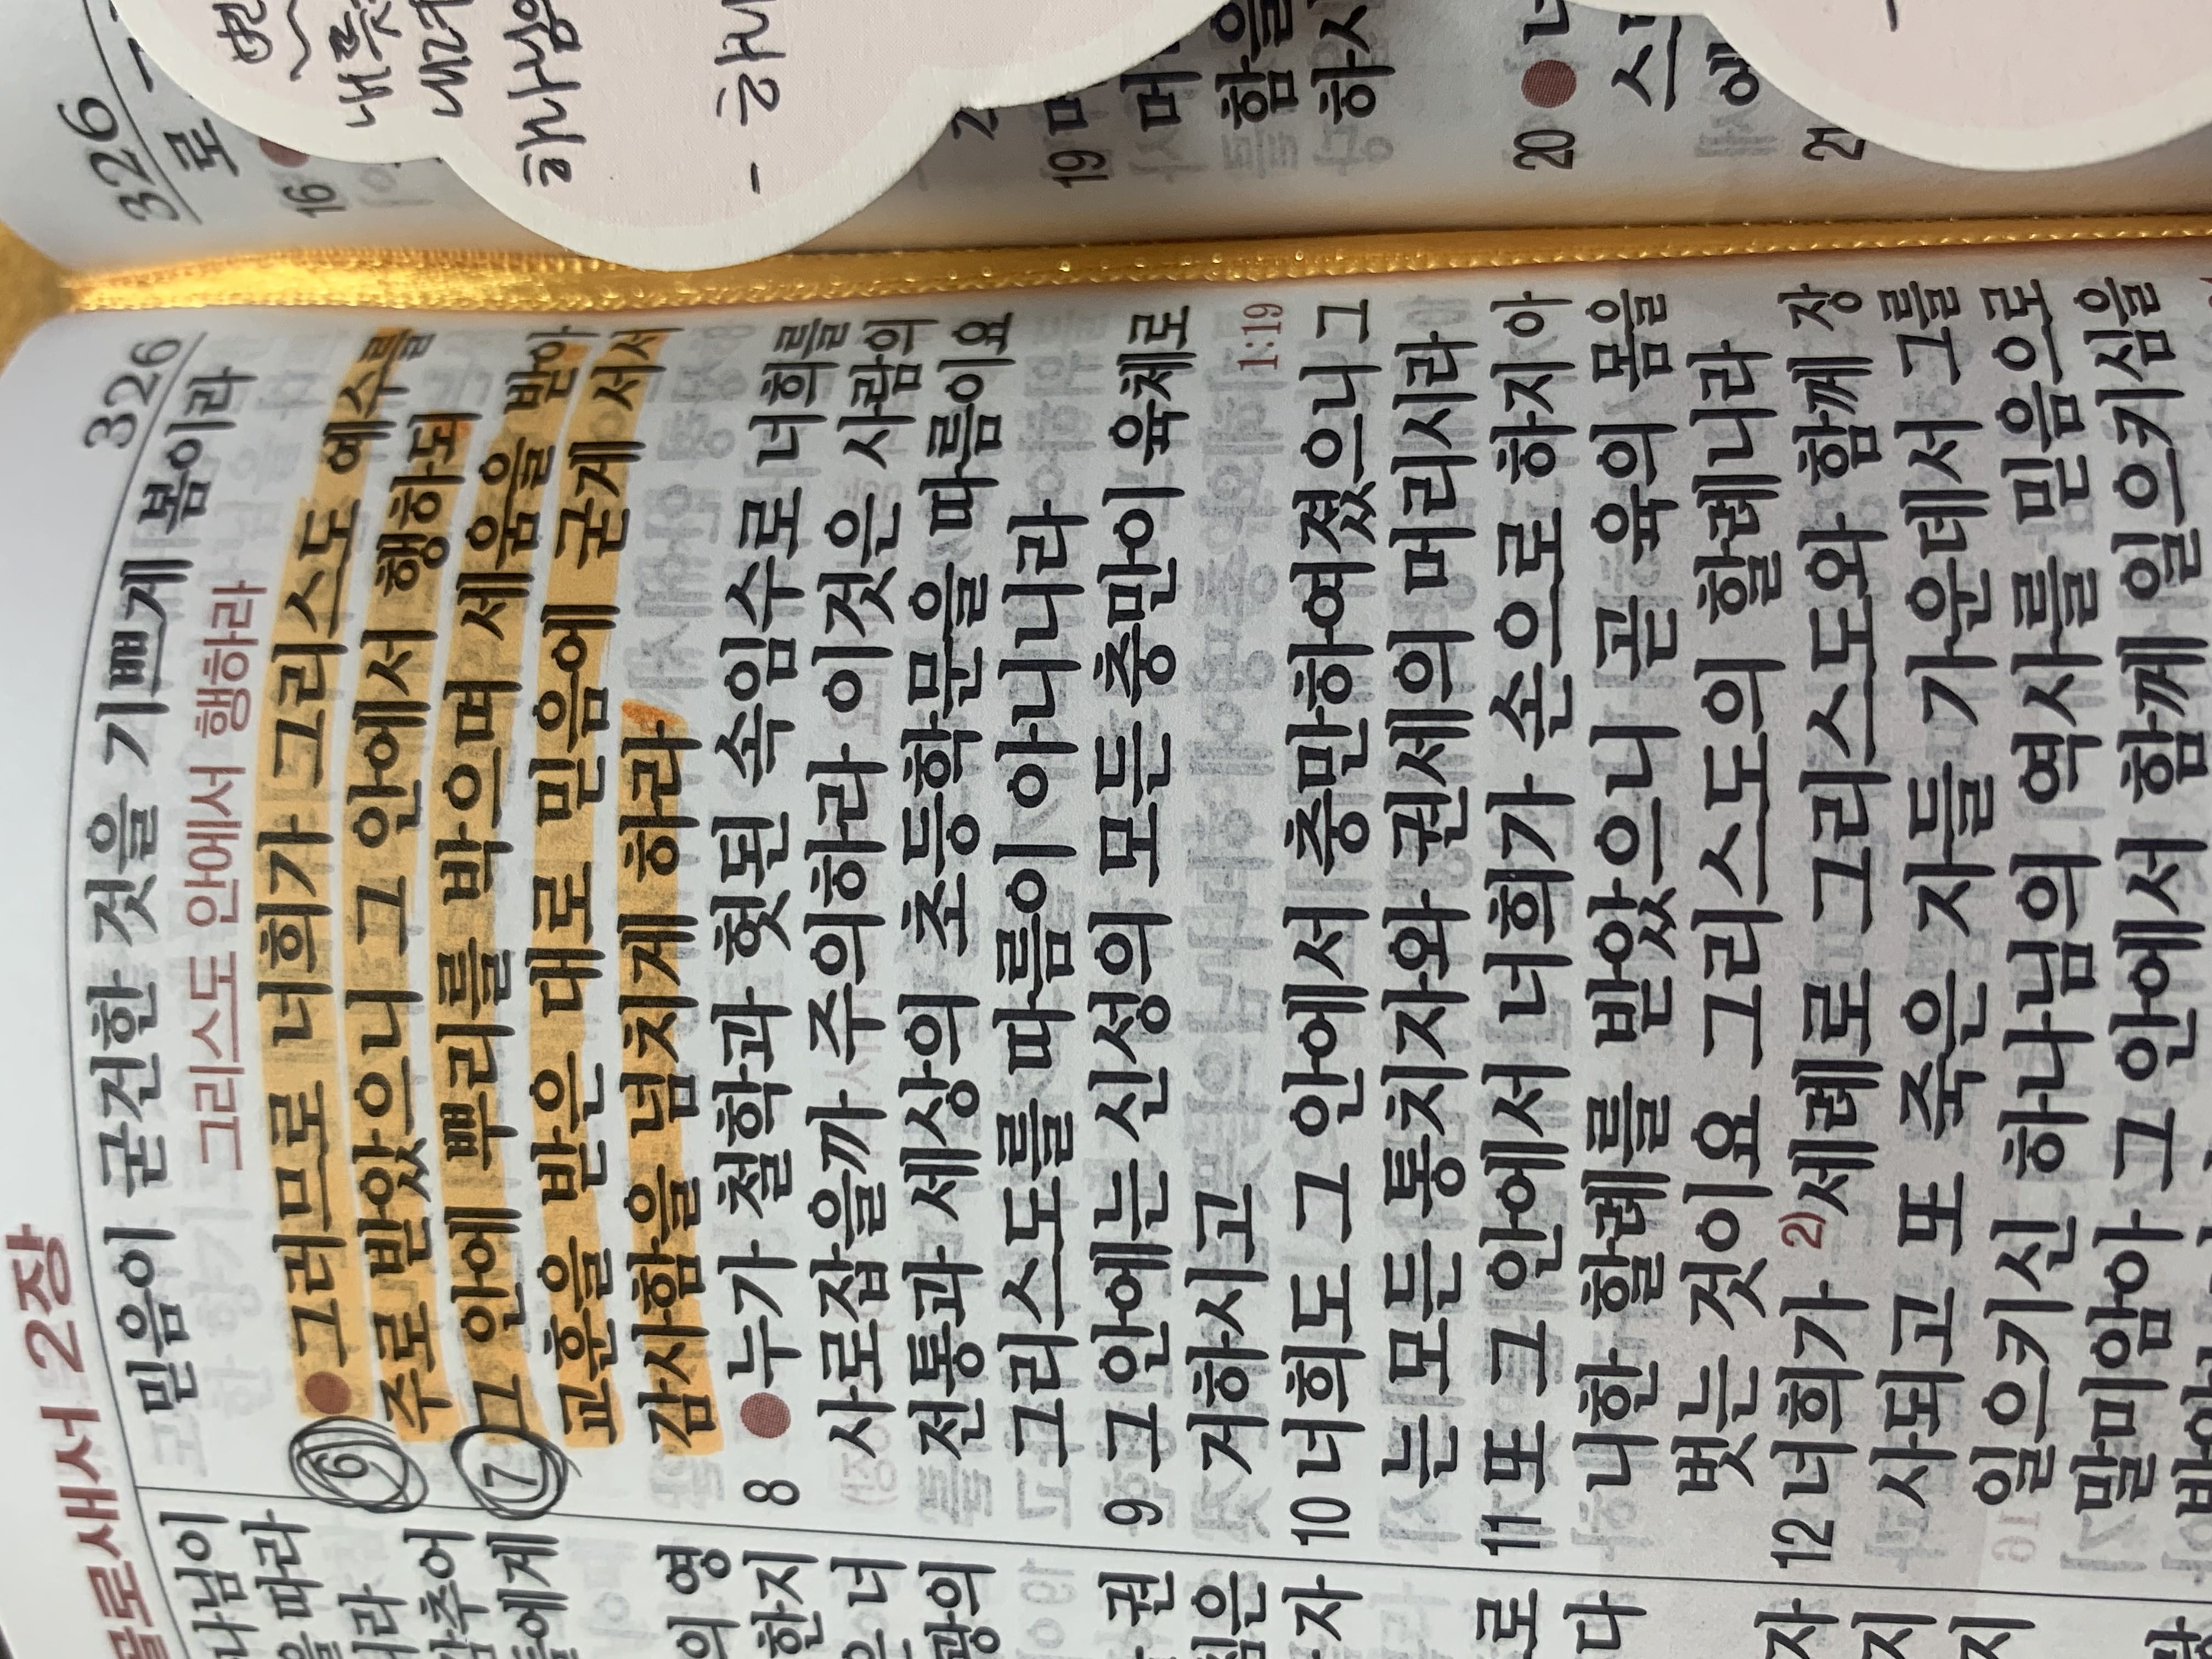 골로새서 2장
326
나님이
따라
라
추어
에게
의 영
한지
너
광의
권
은
자
로
다
자
지
지
믿음이 굳건한 것을 기쁘게 봄이라
그리스도 안에서 행하라
6 ●그러므로 너희가 그리스도 예수를
주로 받았으니 그 안에서 행하되
7 그 안에 뿌리를 박으며 세움을 받아
교훈을 받은 대로 믿음에 굳게 서서
감사함을 넘치게 하라
8 ●누가 철학과 헛된 속임수로 너희를
사로잡을까 주의하라 이것은 사람의
전통과 세상의 초등학문을 따름이요
그리스도를 따름이 아니니라
9 그 안에는 신성의 모든 충만이 육체로
거하시고 1:19
10 너희도 그 안에서 충만하여졌으니 그
는 모든 통치자와 권세의 머리시라
11 또 그 안에서 너희가 손으로 하지 아
니한 할례를 받았으니 곧 육의 몸을
벗는 것이요 그리스도의 할례니라
12 너희가 2)세례로 그리스도와 함께 장
사되고 또 죽은 자들 가운데서 그를
일으키신 하나님의 역사를 믿음으로
말미암아 그 안에서 함께 일으키심을
326
로
16
19
머
함을
하시
20 ●
21
내려
하나님의